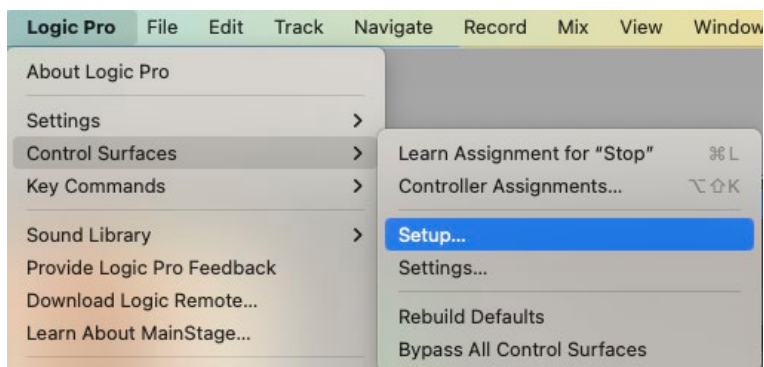 Logic Pro File Edit Track Navigate Record Mix View Window
About Logic Pro
Settings
Control Surfaces
Key Commands
Sound Library
Provide Logic Pro Feedback
Download Logic Remote...
Learn About MainStage...
Learn Assignment for “Stop” ⌘L
Controller Assignments... ⌥⇧K
Setup...
Settings...
Rebuild Defaults
Bypass All Control Surfaces